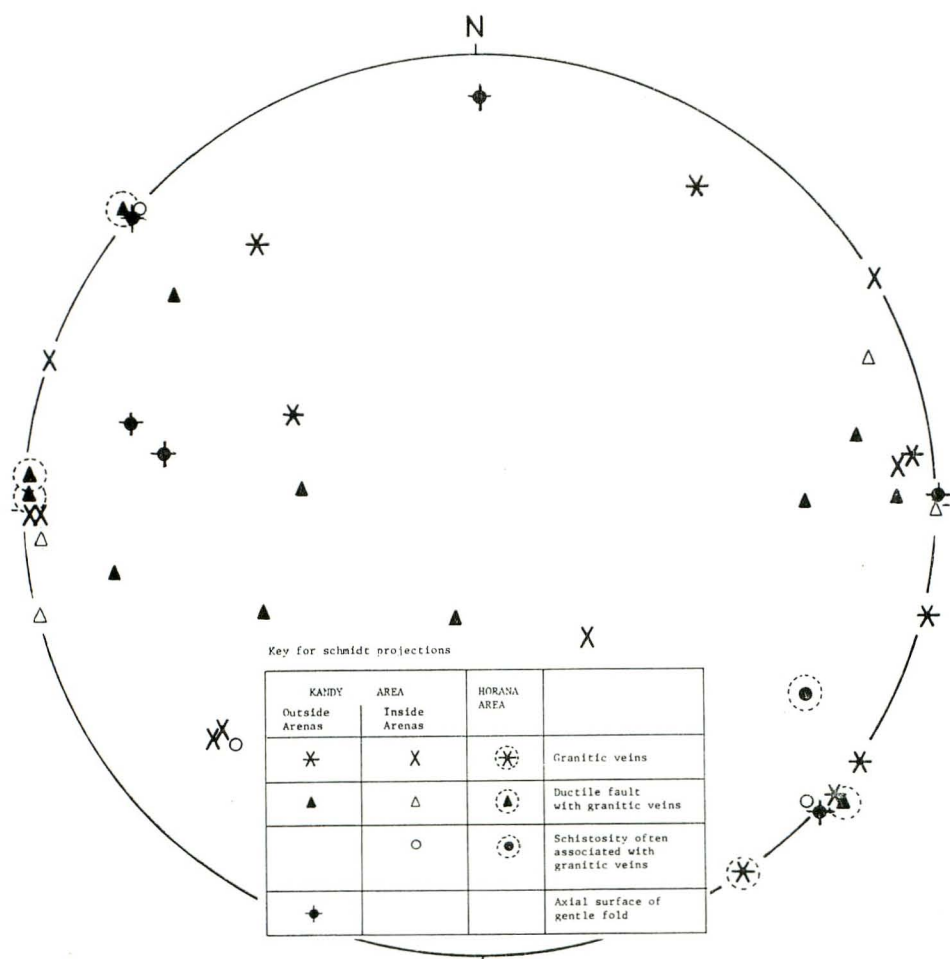 N
Key for schmidt projections
KANDY AREA
HORANA
AREA
Outside
Arenas
Inside
Arenas
Granitic veins
Ductile fault
with granitic veins
Schistosity often
associated with
granitic veins
Axial surface of
gentle fold